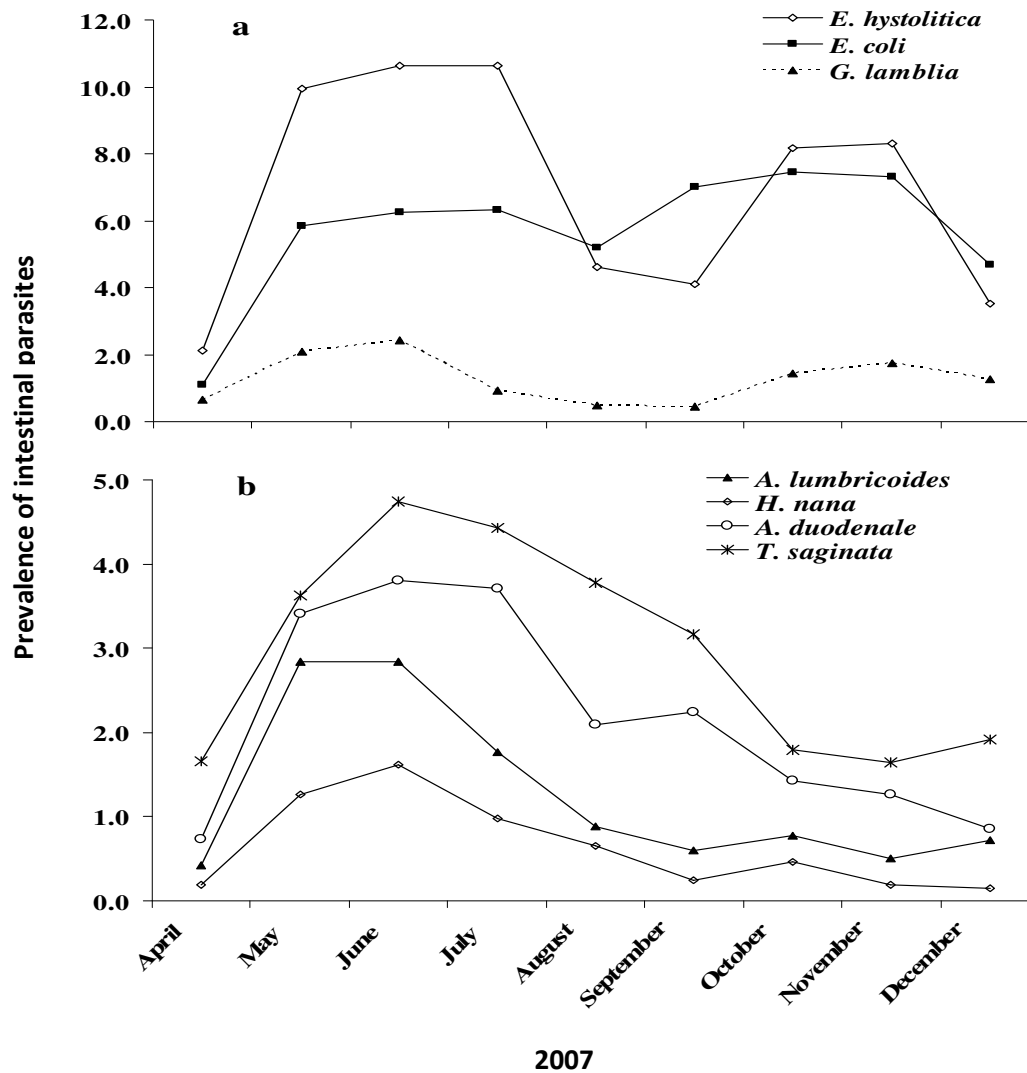 12.0
10.0
8.0
6.0
4.0
2.0
0.0
a
E. hystolitica
E. coli
G. lamblia
Prevalence of intestinal parasites
5.0
4.0
3.0
2.0
1.0
0.0
b
A. lumbricoides
H. nana
A. duodenale
T. saginata
April
May
June
July
August
September
October
November
December
2007